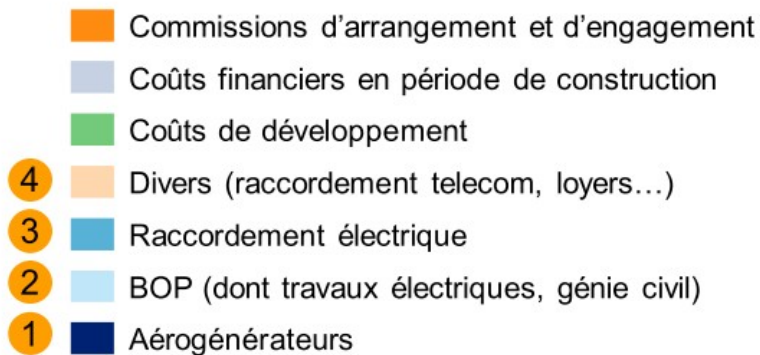 Commissions d’arrangement et d’engagement
Coûts financiers en période de construction
Coûts de développement
4 Divers (raccordement telecom, loyers…)
3 Raccordement électrique
2 BOP (dont travaux électriques, génie civil)
1 Aérogénérateurs